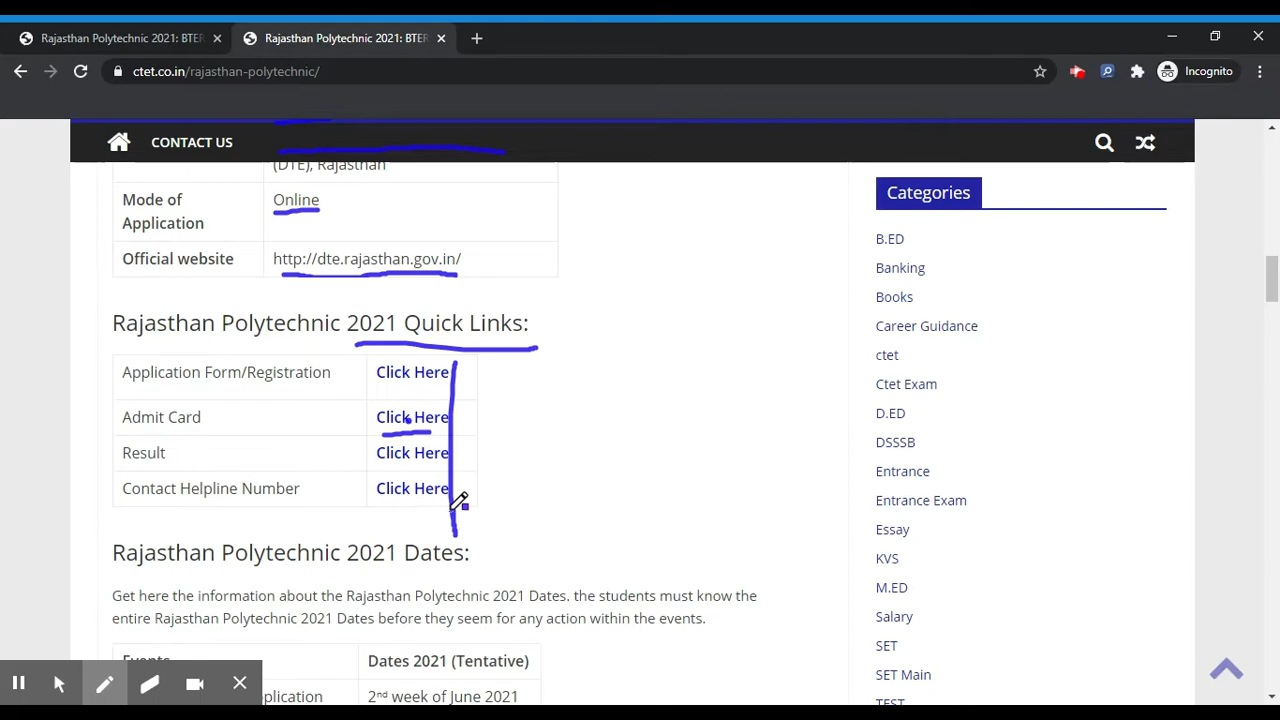 Rajasthan Polytechnic 2021: BTER
Rajasthan Polytechnic 2021: BTER
ctet.co.in/rajasthan-polytechnic/
Incognito
CONTACT US
(DTE), Rajasthan
Mode of Application
Online
Official website
http://dte.rajasthan.gov.in/
Rajasthan Polytechnic 2021 Quick Links:
Application Form/Registration
Click Here
Admit Card
Click Here
Result
Click Here
Contact Helpline Number
Click Here
Rajasthan Polytechnic 2021 Dates:
Get here the information about the Rajasthan Polytechnic 2021 Dates. the students must know the
entire Rajasthan Polytechnic 2021 Dates before they seem for any action within the events.
Events
Dates 2021 (Tentative)
pplication
2nd week of June 2021
Categories
B.ED
Banking
Books
Career Guidance
ctet
Ctet Exam
D.ED
DSSSB
Entrance
Entrance Exam
Essay
KVS
M.ED
Salary
SET
SET Main
TEST